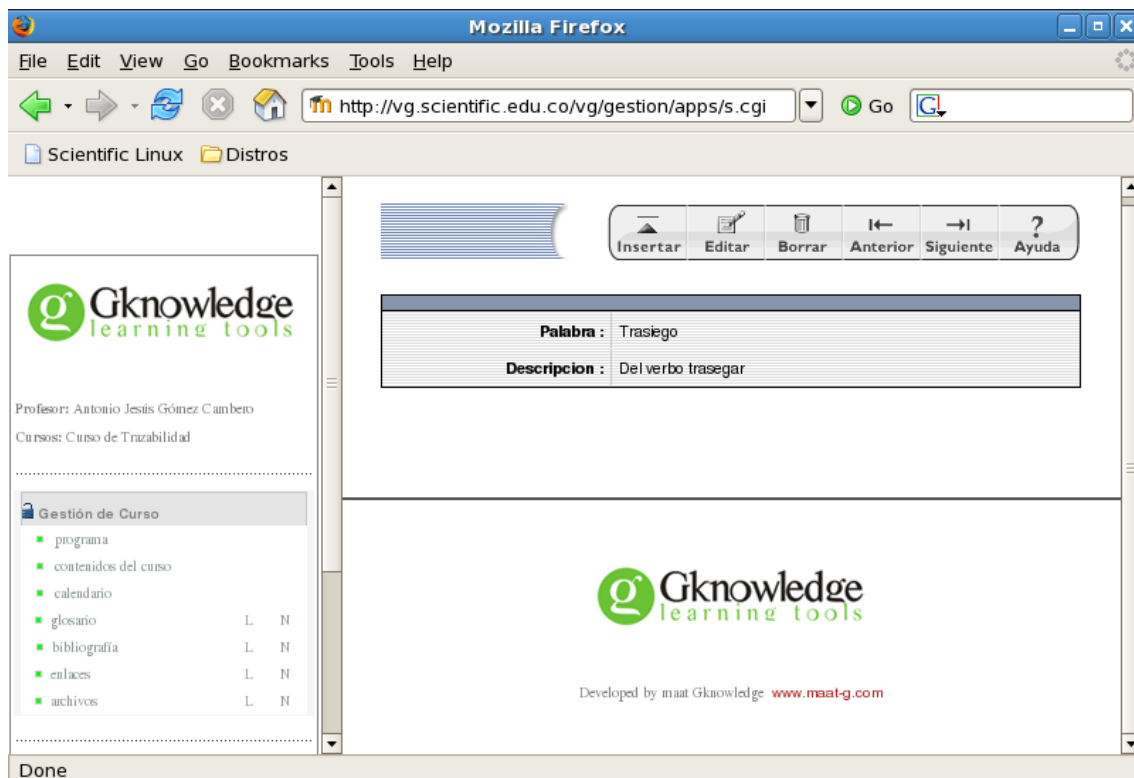 Mozilla Firefox
File Edit View Go Bookmarks Tools Help
http://vg.scientific.edu.co/vg/gestion/apps/s.cgi Go G
Scientific Linux Distros
Insertar Editar Borrar Anterior Siguiente Ayuda
g Gknowledge
learning tools
Palabra : Trasiego
Descripcion : Del verbo trasegar
Profesor: Antonio Jesús Gómez Cambero
Cursos: Curso de Trazabilidad
Gestión de Curso
programa
contenidos del curso
calendario
glosario L N
bibliografía L N
enlaces L N
archivos L N
g Gknowledge
learning tools
Developed by maat Gknowledge www.maat-g.com
Done